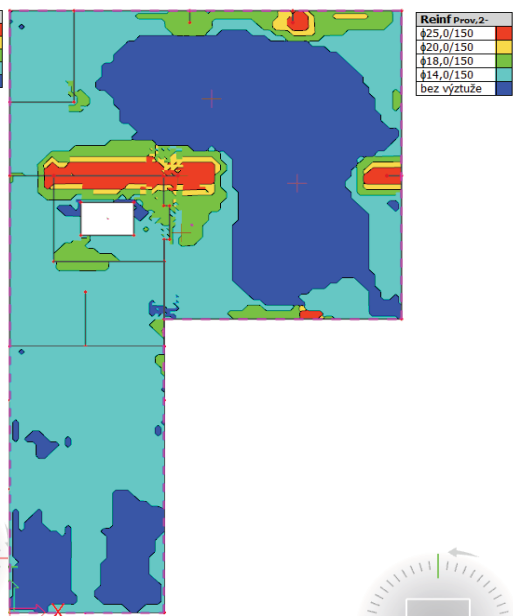 Reinf Prov,2-
ϕ25,0/150
ϕ20,0/150
ϕ18,0/150
ϕ14,0/150
bez výztuže
X